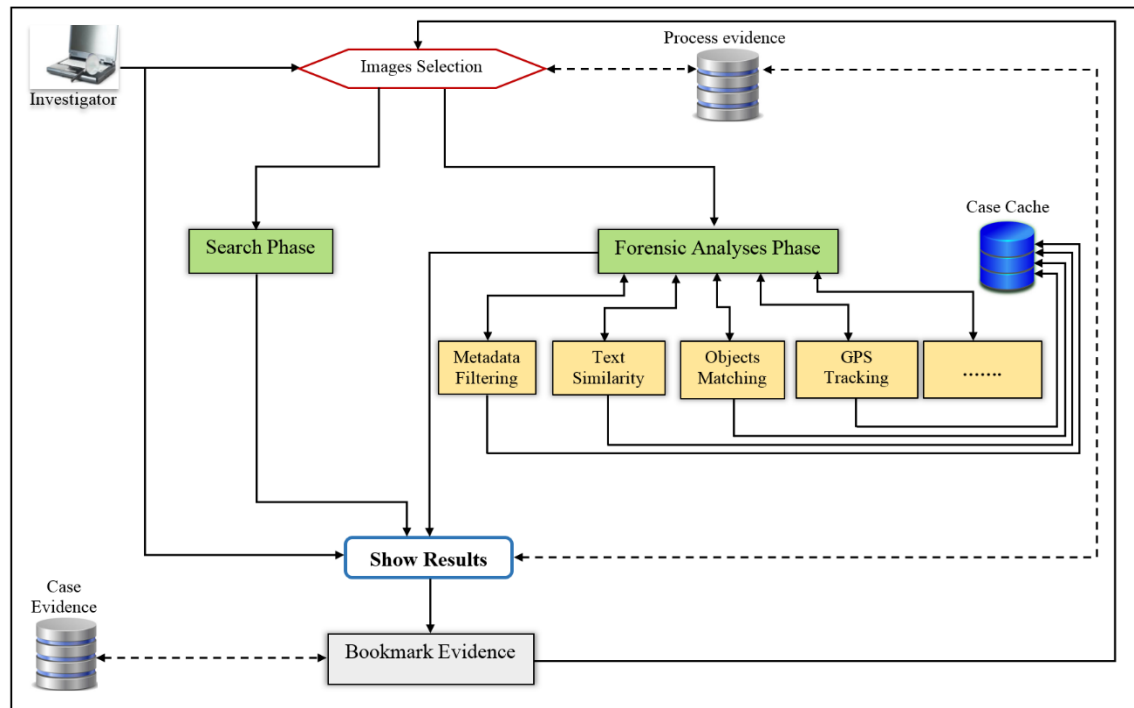 Process evidence
Images Selection
Investigator
Case Cache
Search Phase
Forensic Analyses Phase
Metadata
Filtering
Text
Similarity
Objects
Matching
GPS
Tracking
.......
Show Results
Case
Evidence
Bookmark Evidence